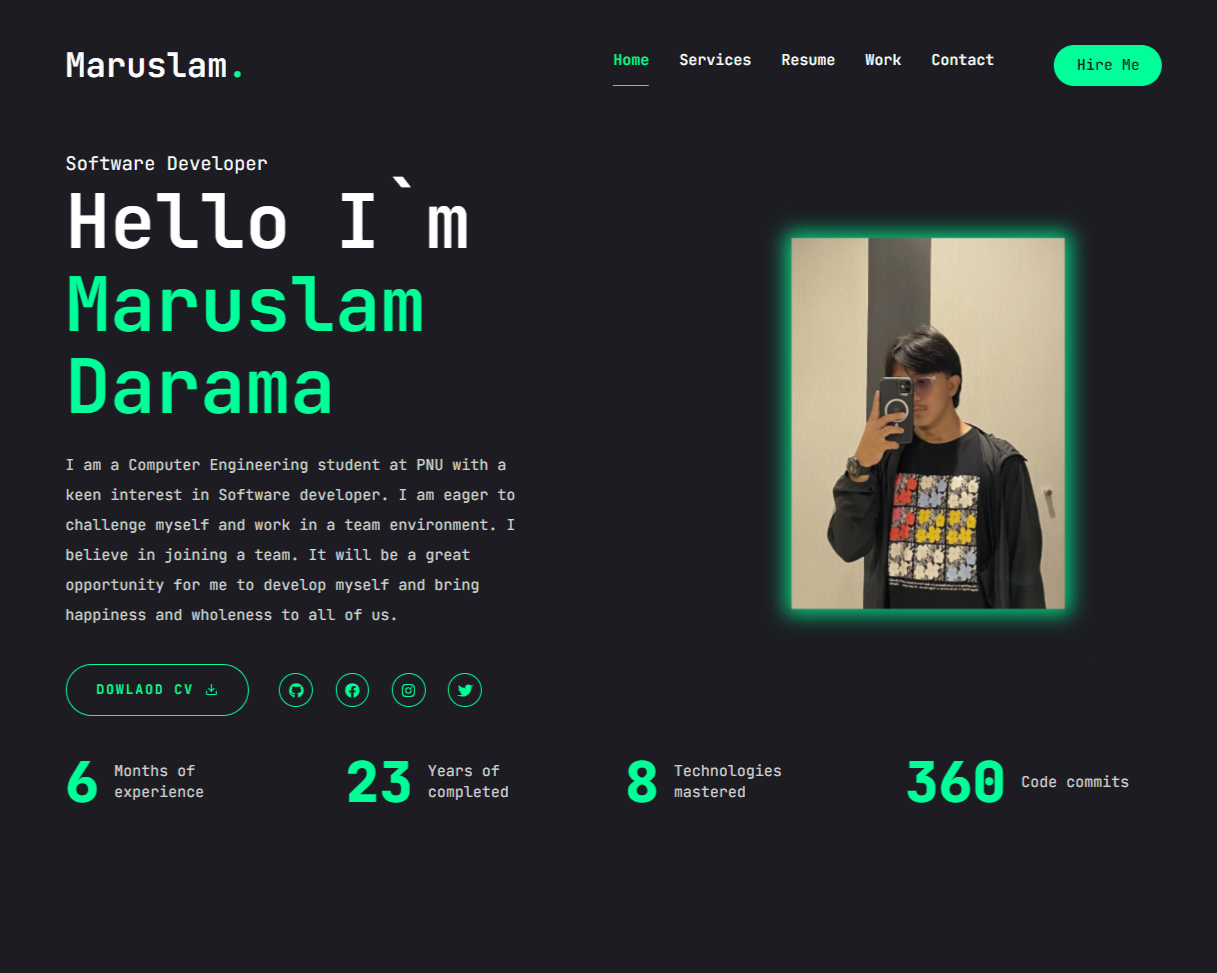 Maruslam.
Home Services Resume Work Contact Hire Me
Software Developer
Hello I`m
Maruslam
Darama
I am a Computer Engineering student at PNU with a
keen interest in Software developer. I am eager to
challenge myself and work in a team environment. I
believe in joining a team. It will be a great
opportunity for me to develop myself and bring
happiness and wholeness to all of us.
DOWLAOD CV
6 Months of
experience
23 Years of
completed
8 Technologies
mastered
360 Code commits